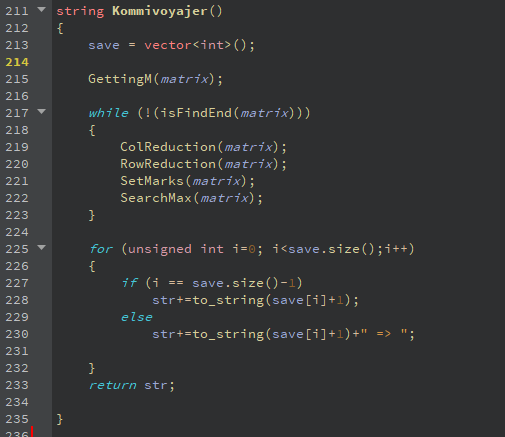 211 string Kommivoyajer()
212 {
213     save = vector<int>();
214
215     GettingM(matrix);
216
217     while (!(isFindEnd(matrix)))
218     {
219         ColReduction(matrix);
220         RowReduction(matrix);
221         SetMarks(matrix);
222         SearchMax(matrix);
223     }
224
225     for (unsigned int i=0; i<save.size();i++)
226     {
227         if (i == save.size()-1)
228             str+=to_string(save[i]+1);
229         else
230             str+=to_string(save[i]+1)+" => ";
231
232     }
233     return str;
234
235 }
236